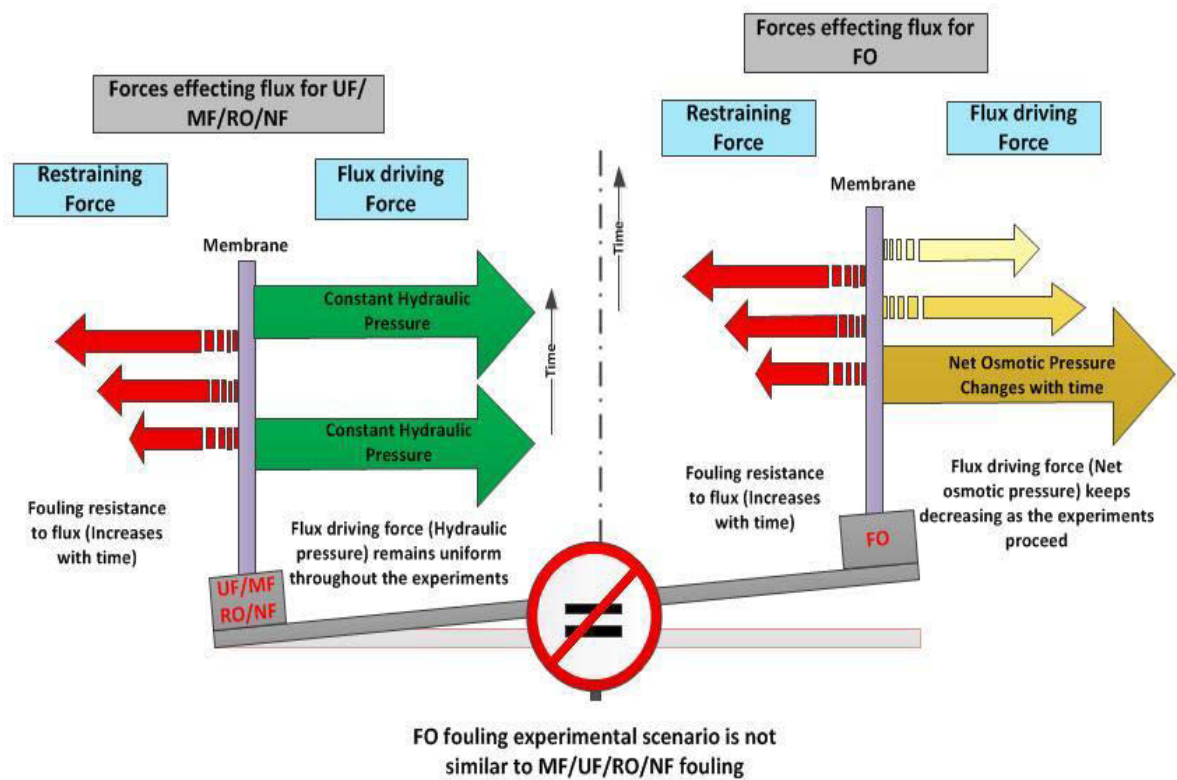 Forces effecting flux for UF/
MF/RO/NF
Restraining
Force
Flux driving
Force
Membrane
Constant Hydraulic
Pressure
Constant Hydraulic
Pressure
Time
Fouling resistance
to flux (Increases
with time)
Flux driving force (Hydraulic
pressure) remains uniform
throughout the experiments
UF/MF
RO/NF
Time
Forces effecting flux for
FO
Restraining
Force
Flux driving
Force
Membrane
Net Osmotic Pressure
Changes with time
Fouling resistance
to flux (Increases
with time)
Flux driving force (Net
osmotic pressure) keeps
decreasing as the experiments
proceed
FO
=
FO fouling experimental scenario is not
similar to MF/UF/RO/NF fouling